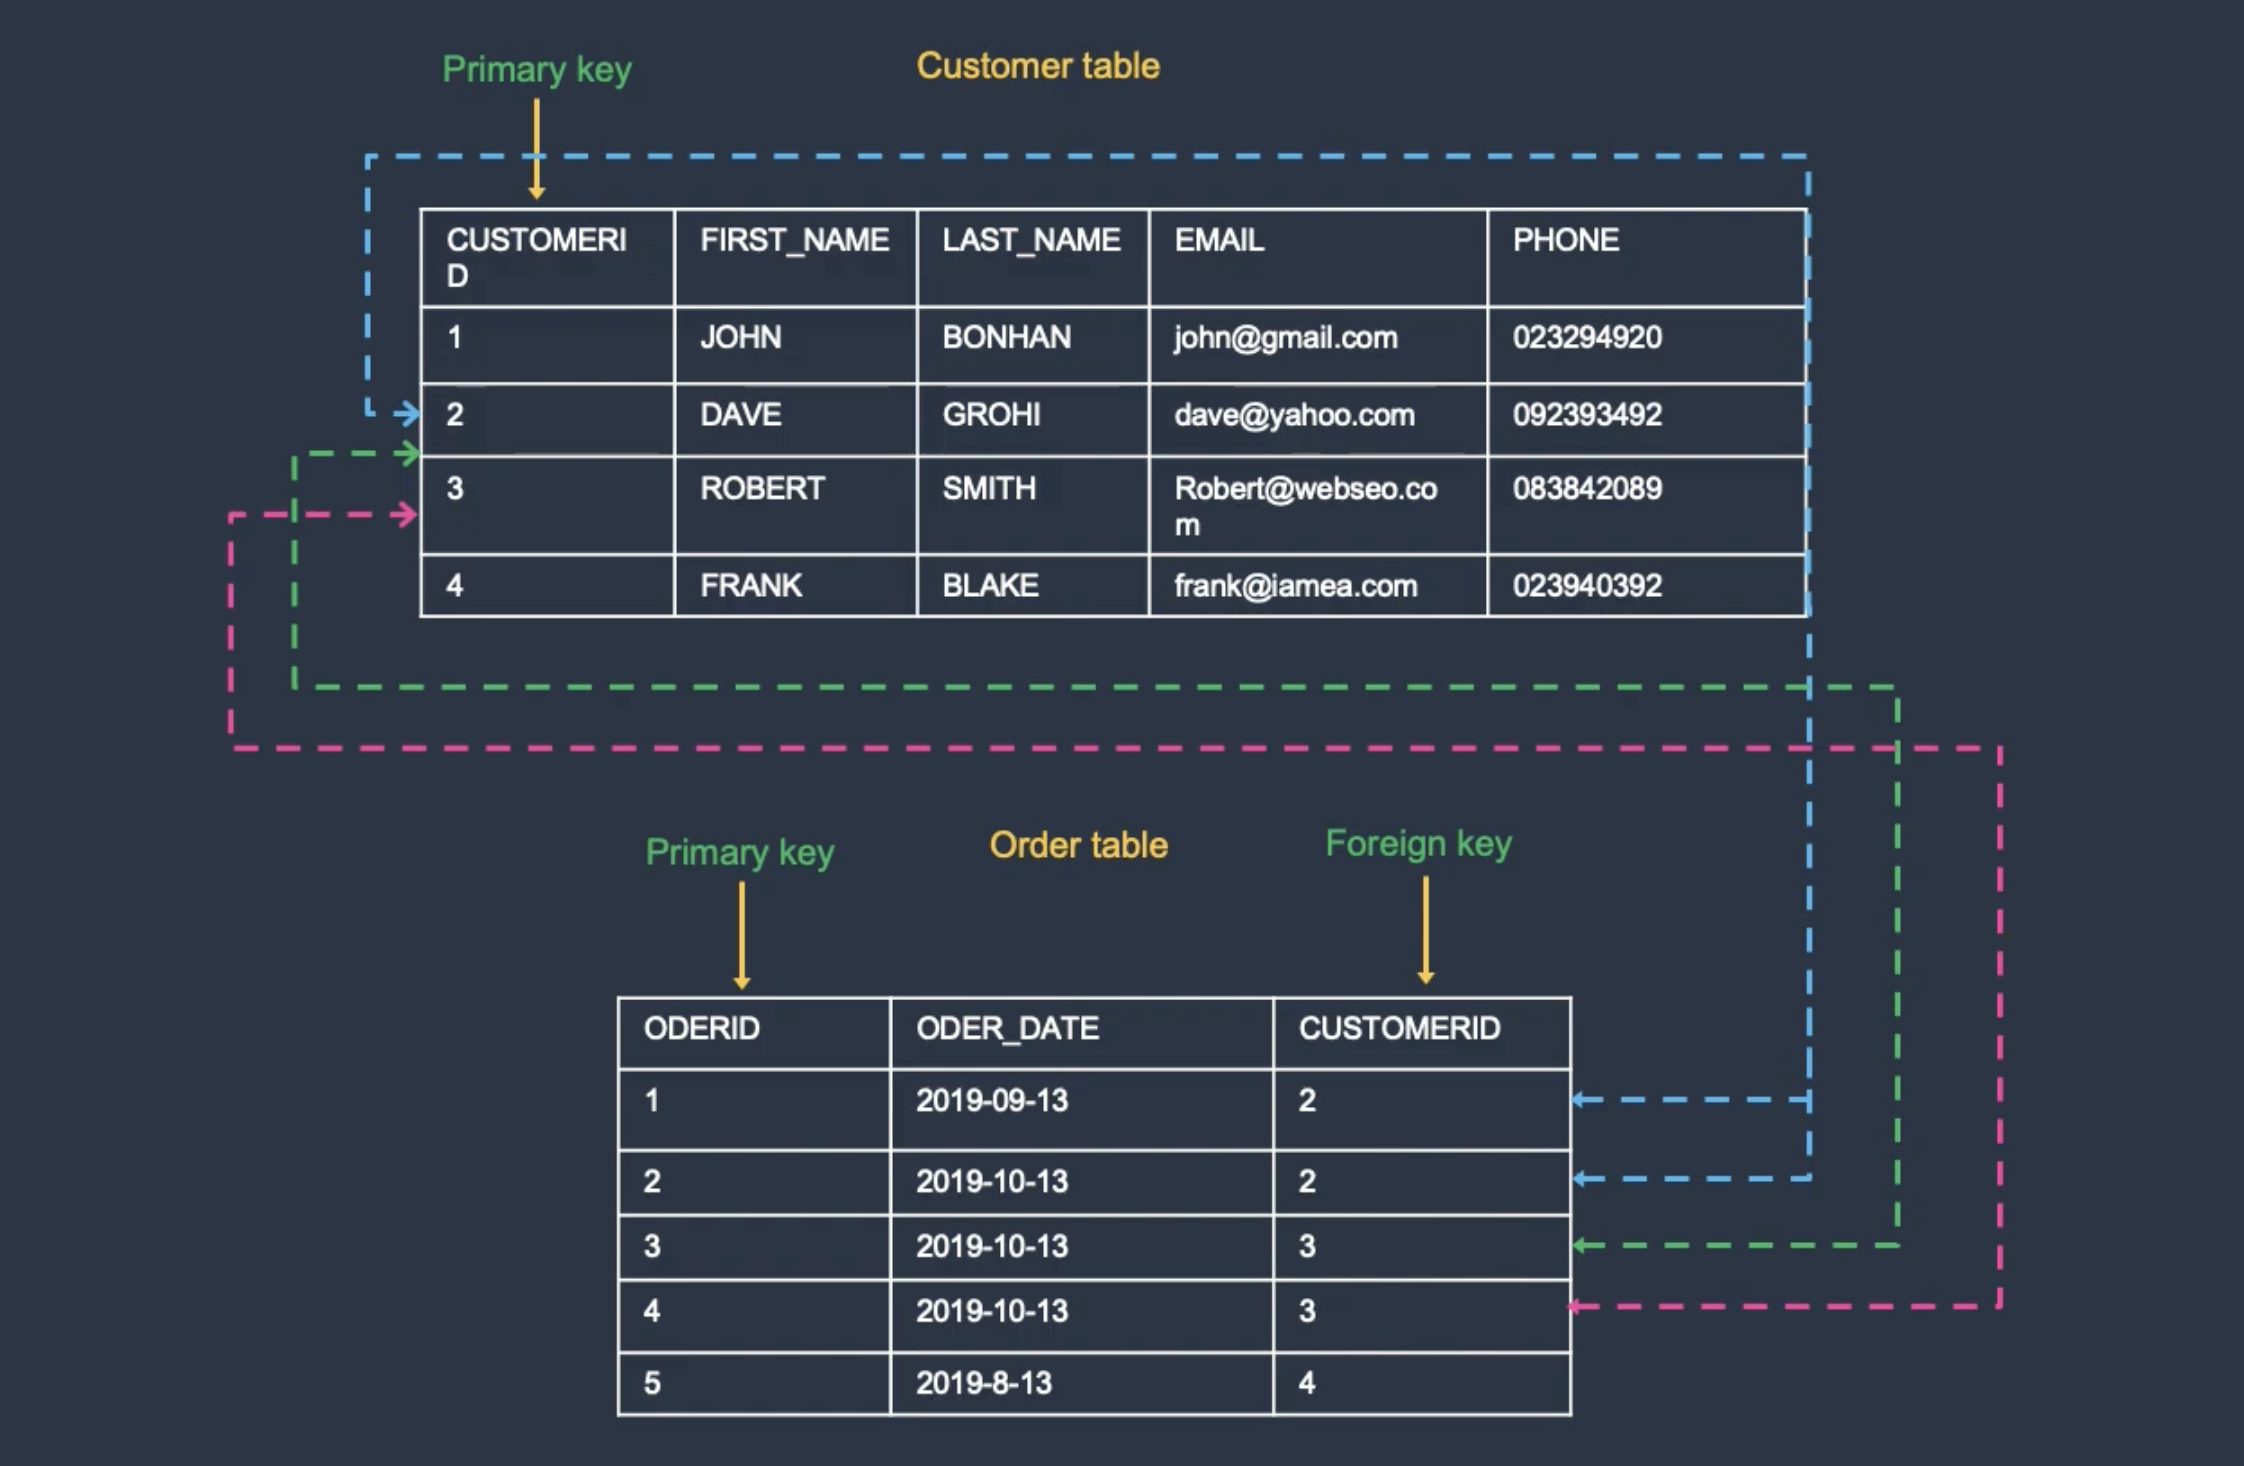 Primary key
Customer table
CUSTOMERI
D
FIRST_NAME
LAST_NAME
EMAIL
PHONE
1
JOHN
BONHAN
john@gmail.com
023294920
2
DAVE
GROHI
dave@yahoo.com
092393492
3
ROBERT
SMITH
Robert@webseo.co
m
083842089
4
FRANK
BLAKE
frank@iamea.com
023940392
Primary key
Order table
Foreign key
ODERID
ODER_DATE
CUSTOMERID
1
2019-09-13
2
2
2019-10-13
2
3
2019-10-13
3
4
2019-10-13
3
5
2019-8-13
4